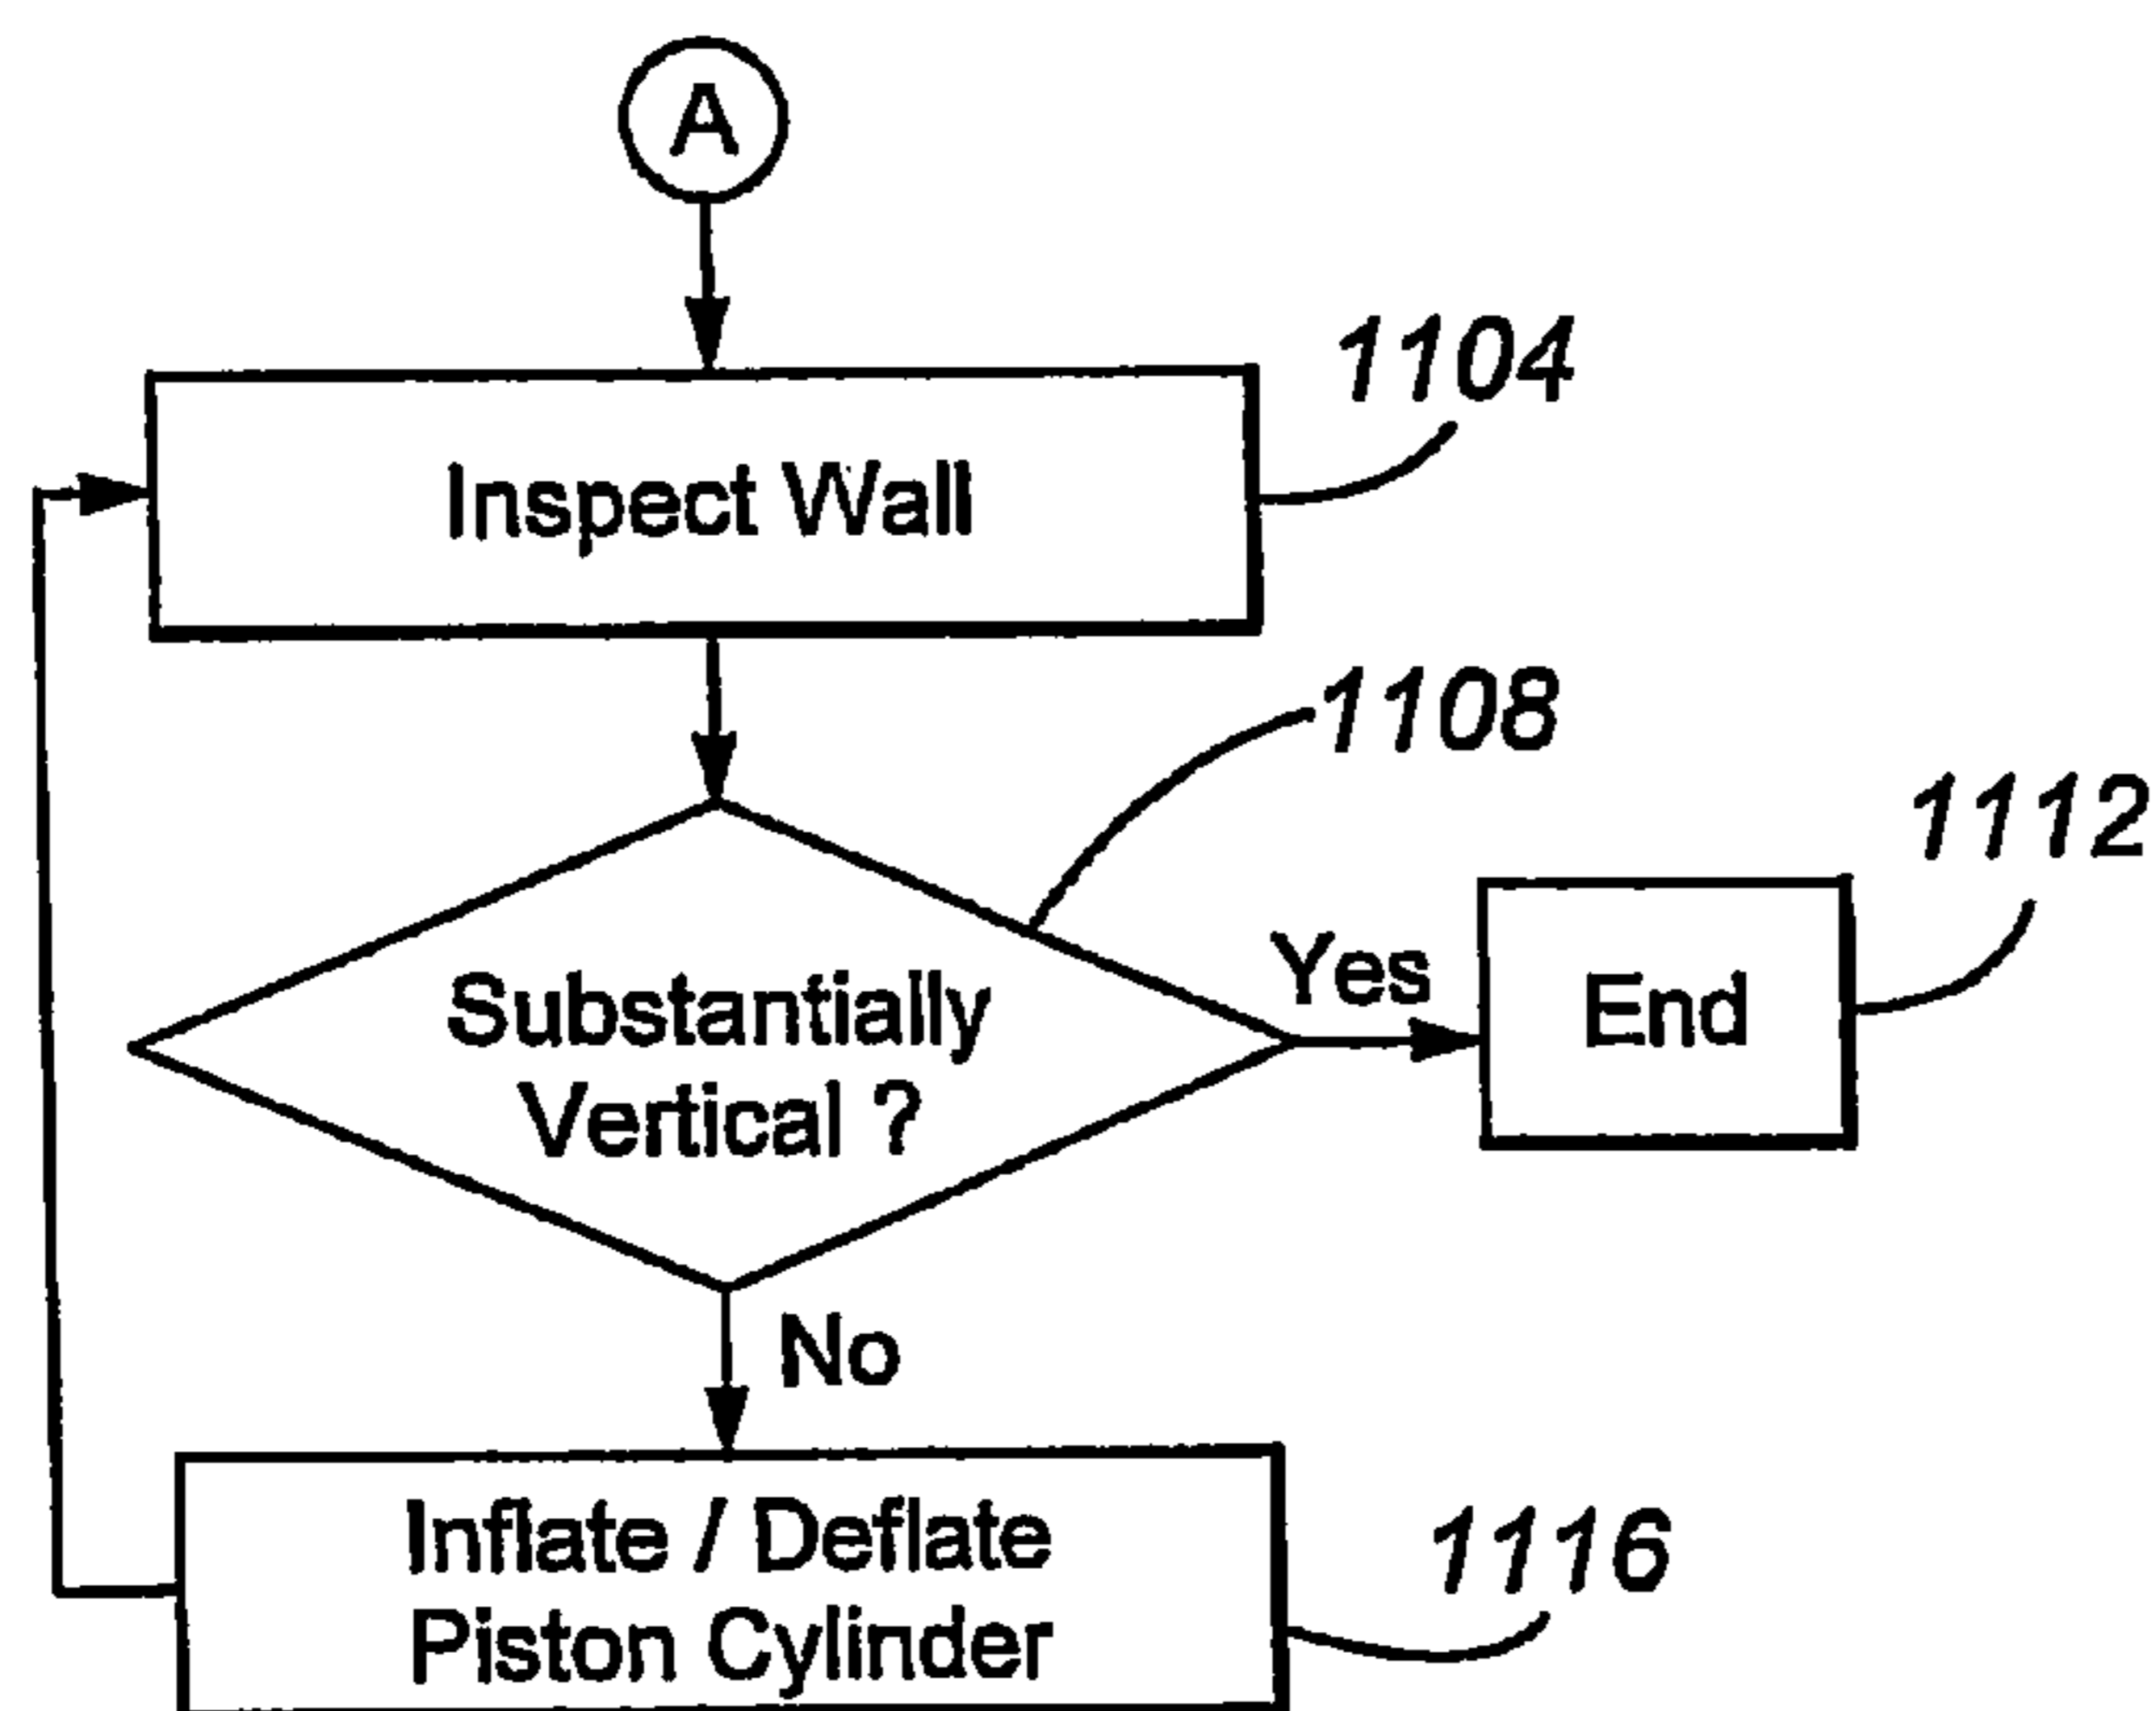 A
1104
Inspect Wall
1108
1112
Substantially
Vertical ?
Yes
End
No
Inflate / Deflate
Piston Cylinder
1116